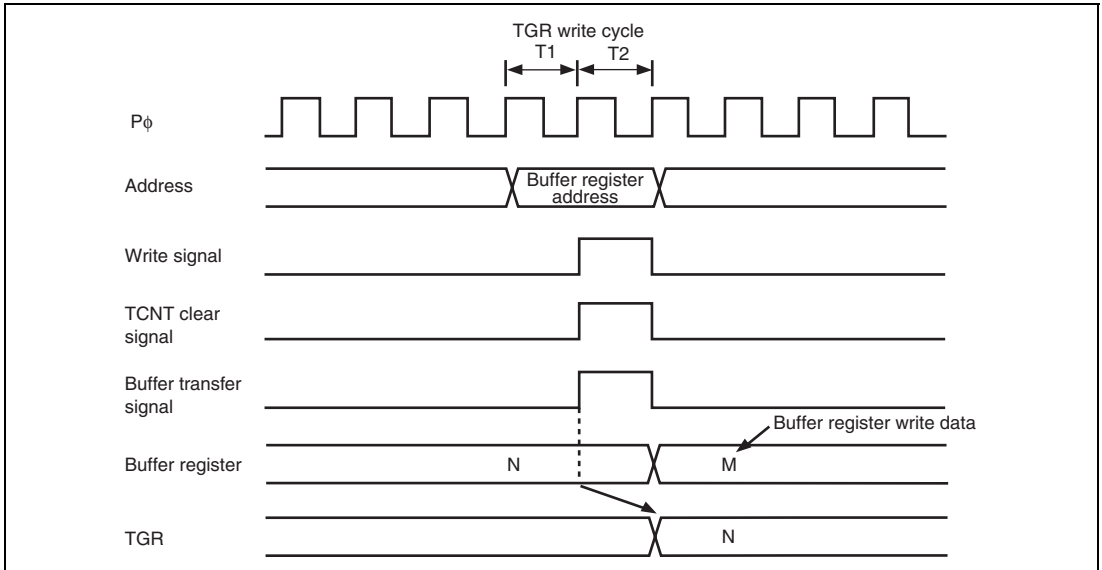 TGR write cycle
T1 T2
Pϕ
Address
Buffer register
address
Write signal
TCNT clear
signal
Buffer transfer
signal
Buffer register write data
Buffer register
N M
TGR
N